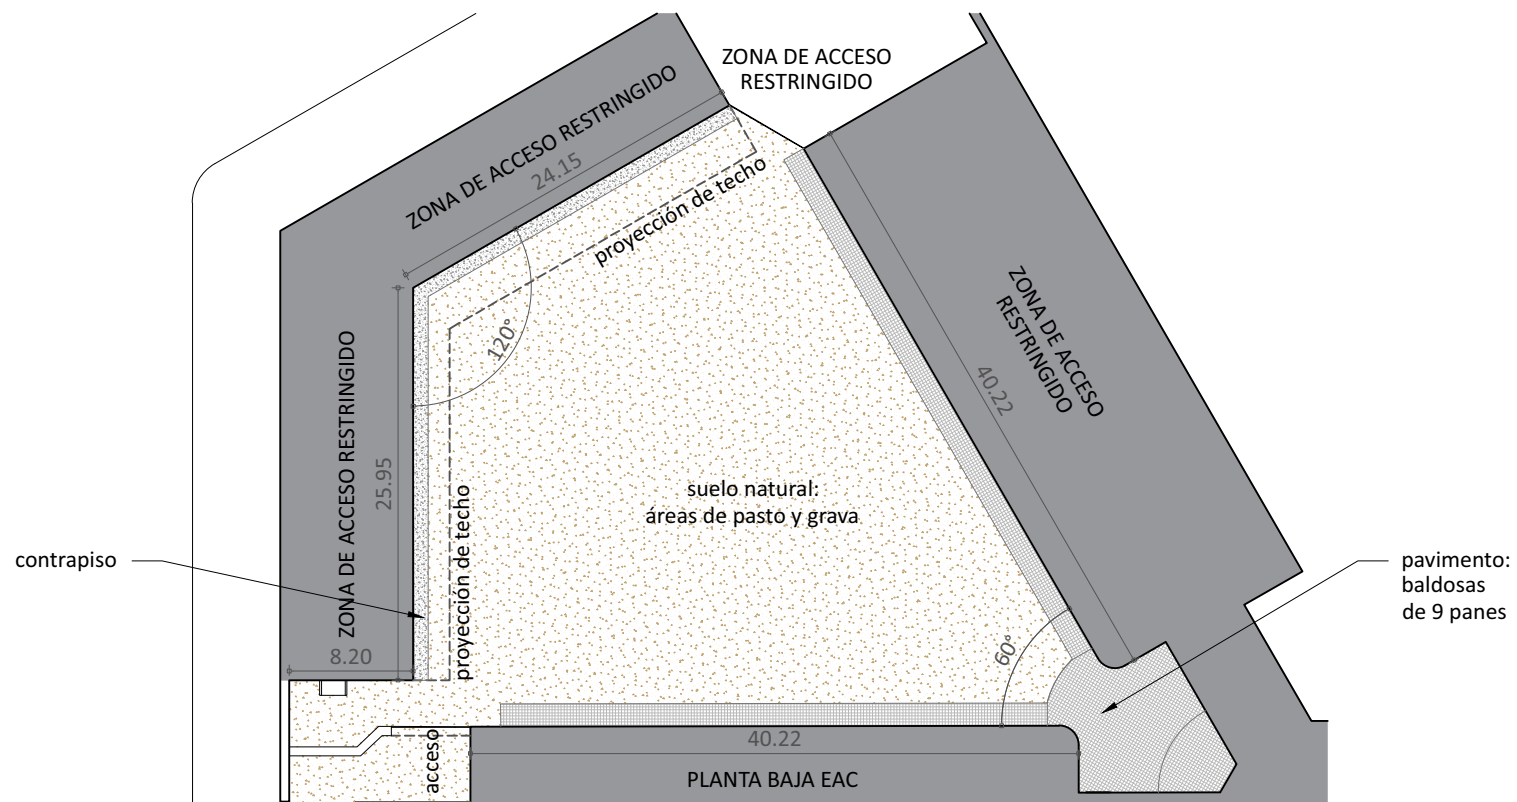 ZONA DE ACCESO
RESTRINGIDO
ZONA DE ACCESO RESTRINGIDO
24.15
proyección de techo
120°
ZONA DE ACCESO
RESTRINGIDO
40.22
ZONA DE ACCESO RESTRINGIDO
25.95
proyección de techo
suelo natural:
áreas de pasto y grava
contrapiso
pavimento:
baldosas
de 9 panes
60°
8.20
acceso
40.22
PLANTA BAJA EAC